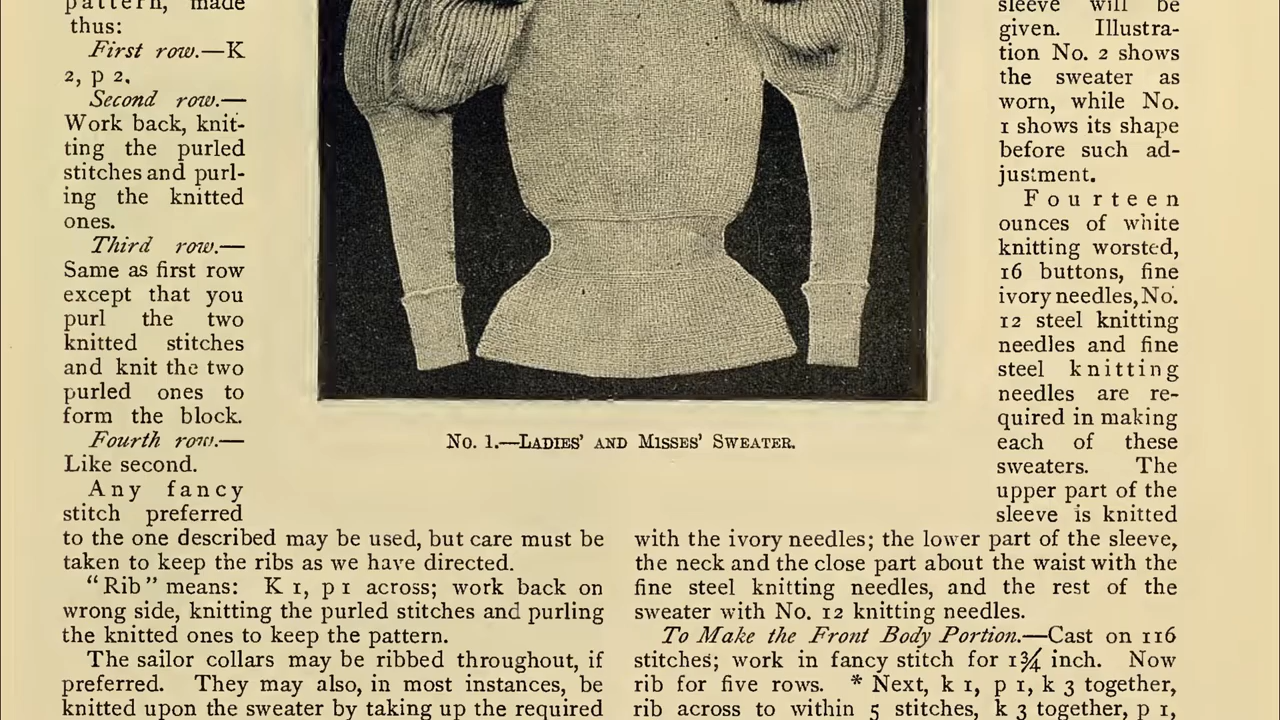 pattern, made
thus:
First row.—K
2, p 2.
Second row.—
Work back, knit-
ting the purled
stitches and purl-
ing the knitted
ones.
Third row.—
Same as first row
except that you
purl the two
knitted stitches
and knit the two
purled ones to
form the block.
Fourth row.—
Like second.
Any fancy
stitch preferred
to the one described may be used, but care must be
taken to keep the ribs as we have directed.
“Rib” means: K 1, p 1 across; work back on
wrong side, knitting the purled stitches and purling
the knitted ones to keep the pattern.
The sailor collars may be ribbed throughout, if
preferred. They may also, in most instances, be
knitted upon the sweater by taking up the required
No. 1.—Ladies’ and Misses’ Sweater.
sleeve will be
given. Illustra-
tion No. 2 shows
the sweater as
worn, while No.
1 shows its shape
before such ad-
justment.
Fourteen
ounces of white
knitting worsted,
16 buttons, fine
ivory needles, No.
12 steel knitting
needles and fine
steel knitting
needles are re-
quired in making
each of these
sweaters. The
upper part of the
sleeve is knitted
with the ivory needles; the lower part of the sleeve,
the neck and the close part about the waist with the
fine steel knitting needles, and the rest of the
sweater with No. 12 knitting needles.
To Make the Front Body Portion.—Cast on 116
stitches; work in fancy stitch for 1¾ inch. Now
rib for five rows. * Next, k 1, p 1, k 3 together,
rib across to within 5 stitches, k 3 together, p 1,